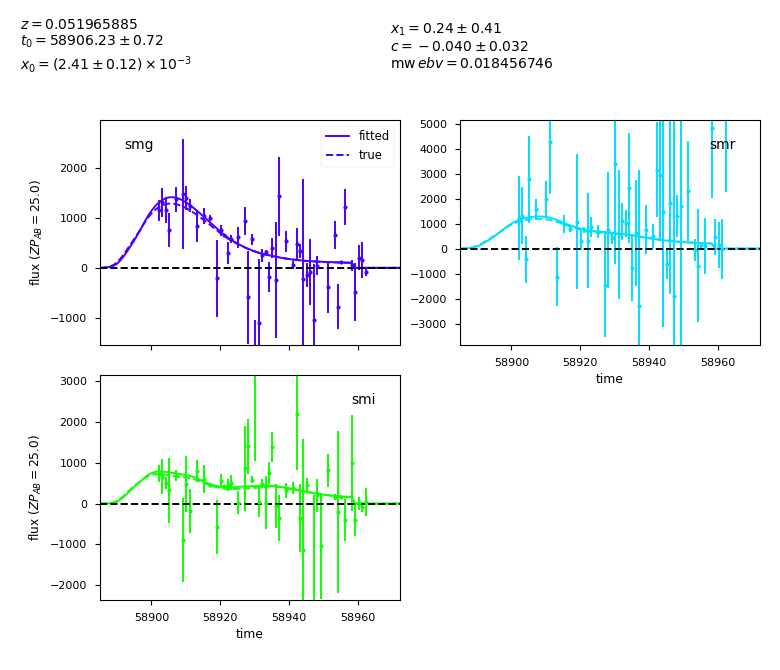 z = 0.051965885
t₀ = 58906.23 ± 0.72
x₀ = (2.41 ± 0.12) × 10⁻³
x₁ = 0.24 ± 0.41
c = −0.040 ± 0.032
mw ebv = 0.018456746
smg
fitted
true
2000
1000
0
−1000
flux (ZP_AB = 25.0)
smr
5000
4000
3000
2000
1000
0
−1000
−2000
−3000
58900 58920 58940 58960
time
smi
3000
2000
1000
0
−1000
−2000
flux (ZP_AB = 25.0)
58900 58920 58940 58960
time